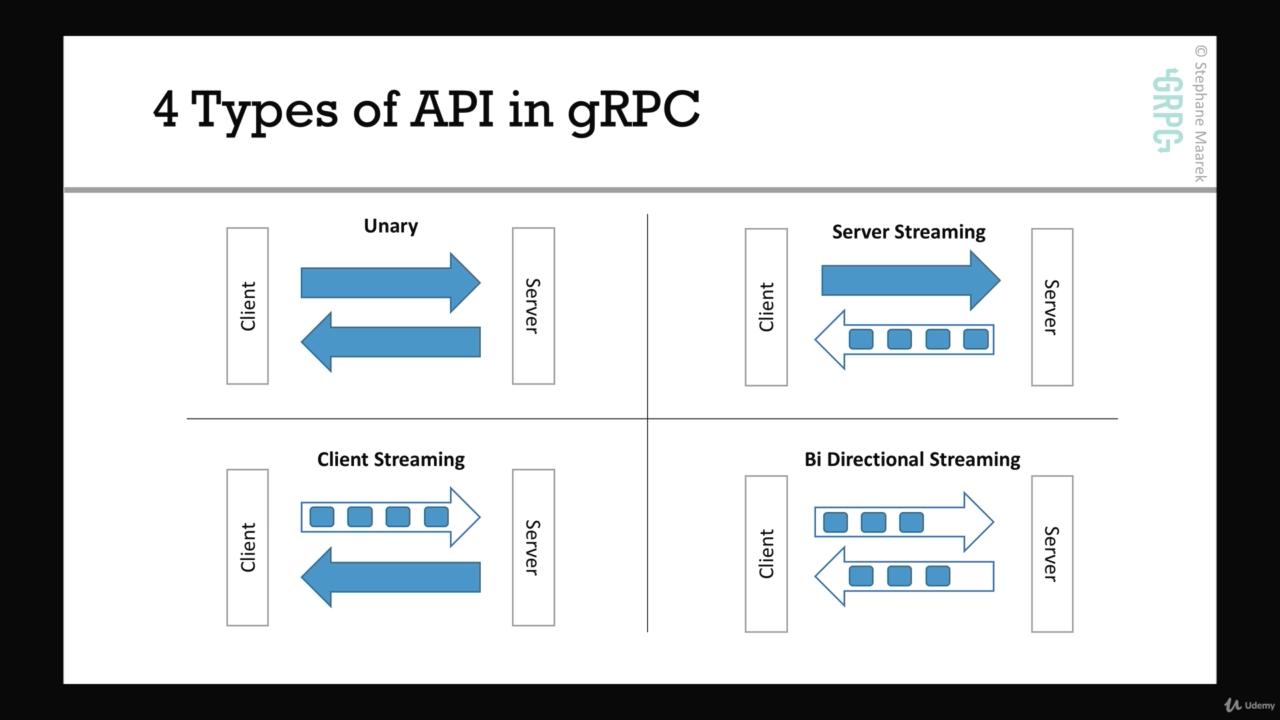 4 Types of API in gRPC
GRPC
© Stephane Maarek
Unary
Client
Server
Server Streaming
Client
Server
Client Streaming
Client
Server
Bi Directional Streaming
Client
Server
Udemy